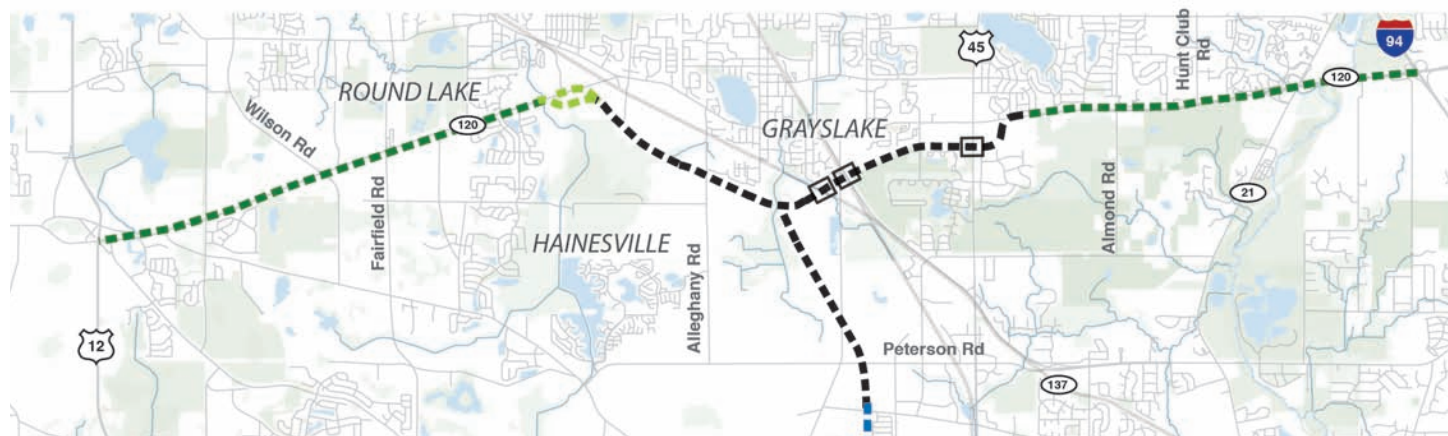 45
Hunt Club
Rd
94
120
ROUND LAKE
Wilson Rd
120
GRAYSLAKE
Fairfield Rd
HAINESVILLE
Alleghany Rd
Almond Rd
21
12
Peterson Rd
137